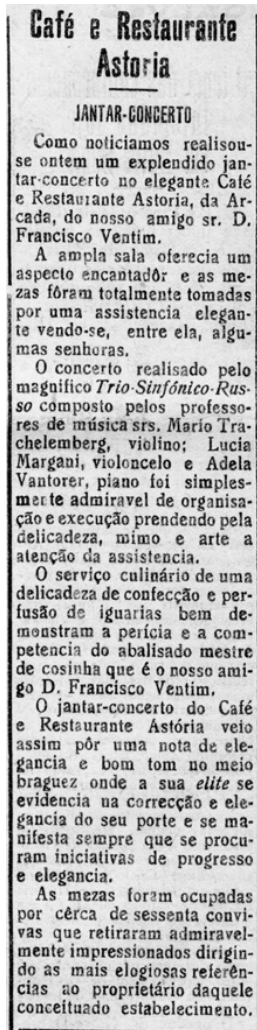 Café e Restaurante
Astoria
JANTAR-CONCERTO
Como noticiamos realisou-
se ontem um explendido jan-
tar-concerto no elegante Café
e Restaurante Astoria, da Ar-
cada, do nosso amigo sr. D.
Francisco Ventim.
A ampla sala oferecia um
aspecto encantadôr e as me-
zas fôram totalmente tomadas
por uma assistencia elegan-
te vendo-se, entre ela, algu-
mas senhoras.
O concerto realisado pelo
magnifico Trio-Sinfónico-Rus-
so composto pelos professo-
res de música srs. Mario Tra-
chelemberg, violino; Lucia
Margani, violoncelo e Adela
Vantorer, piano foi simples-
mente admiravel de organisa-
ção e execução prendendo pela
delicadeza, mimo e arte a
atenção da assistencia.
O serviço culinário de uma
delicadeza de confecção e per-
fusão de iguarias bem de-
monstram a perícia e a com-
petencia do abalisado mestre
de cosinha que é o nosso ami-
go D. Francisco Ventim.
O jantar-concerto do Café
e Restaurante Astória veio
assim pôr uma nota de ele-
gancia e bom tom no meio
braguez onde a sua elite se
evidencia na correcção e ele-
gancia do seu porte e se ma-
nifesta sempre que se procu-
ram iniciativas de progresso
e elegancia.
As mezas foram ocupadas
por cêrca de sessenta convi-
vas que retiraram admiravel-
mente impressionados dirigin-
do as mais elogiosas referên-
cias ao proprietário daquele
conceituado estabelecimento.